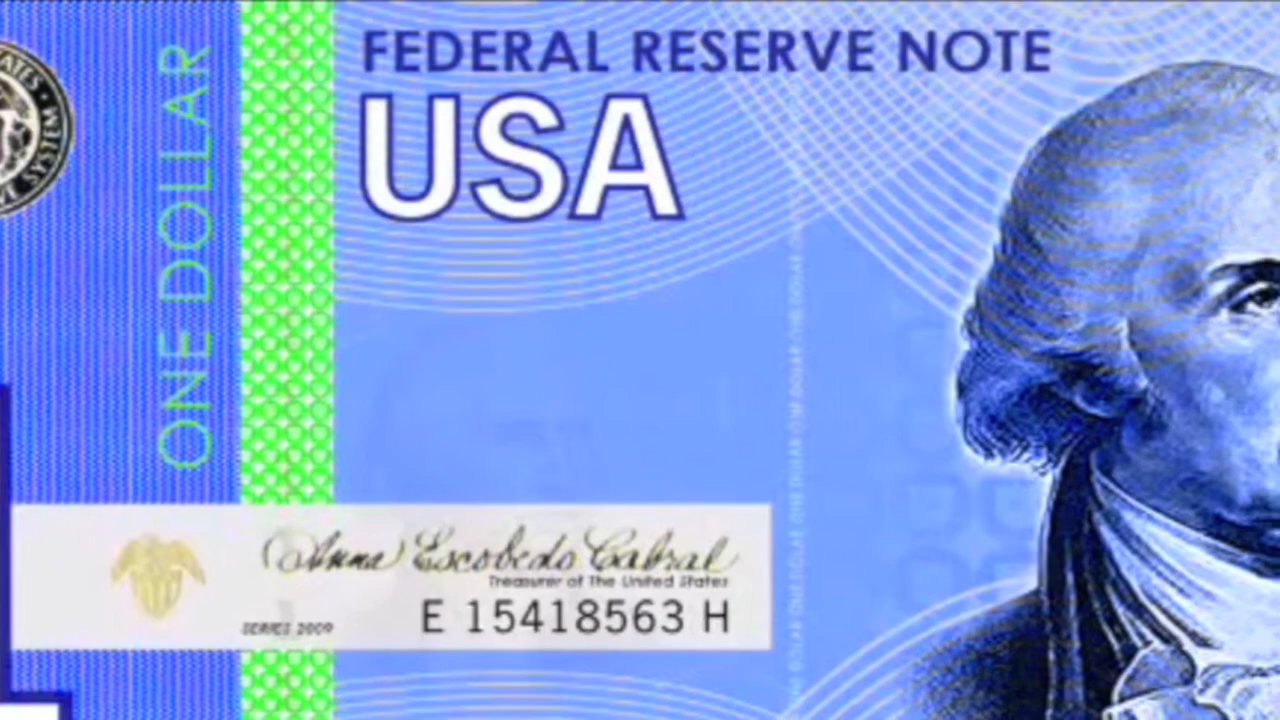 FEDERAL RESERVE NOTE
USA
ONE DOLLAR
Anna Escobedo Cabral
Treasurer of The United States
SERIES 2009
E 15418563 H